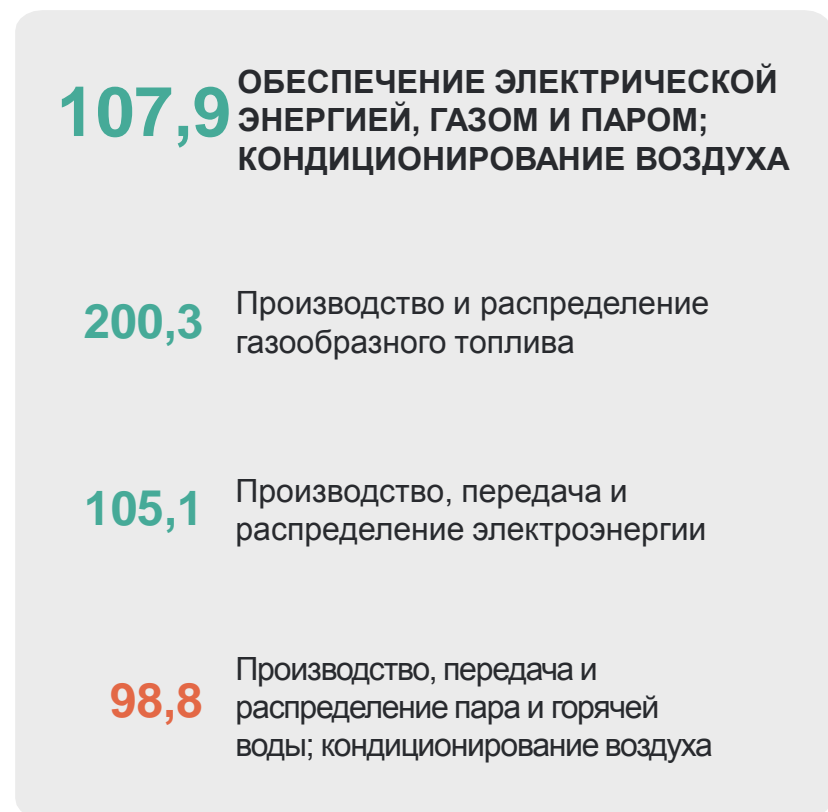 107,9
ОБЕСПЕЧЕНИЕ ЭЛЕКТРИЧЕСКОЙ
ЭНЕРГИЕЙ, ГАЗОМ И ПАРОМ;
КОНДИЦИОНИРОВАНИЕ ВОЗДУХА
200,3
Производство и распределение
газообразного топлива
105,1
Производство, передача и
распределение электроэнергии
98,8
Производство, передача и
распределение пара и горячей
воды; кондиционирование воздуха